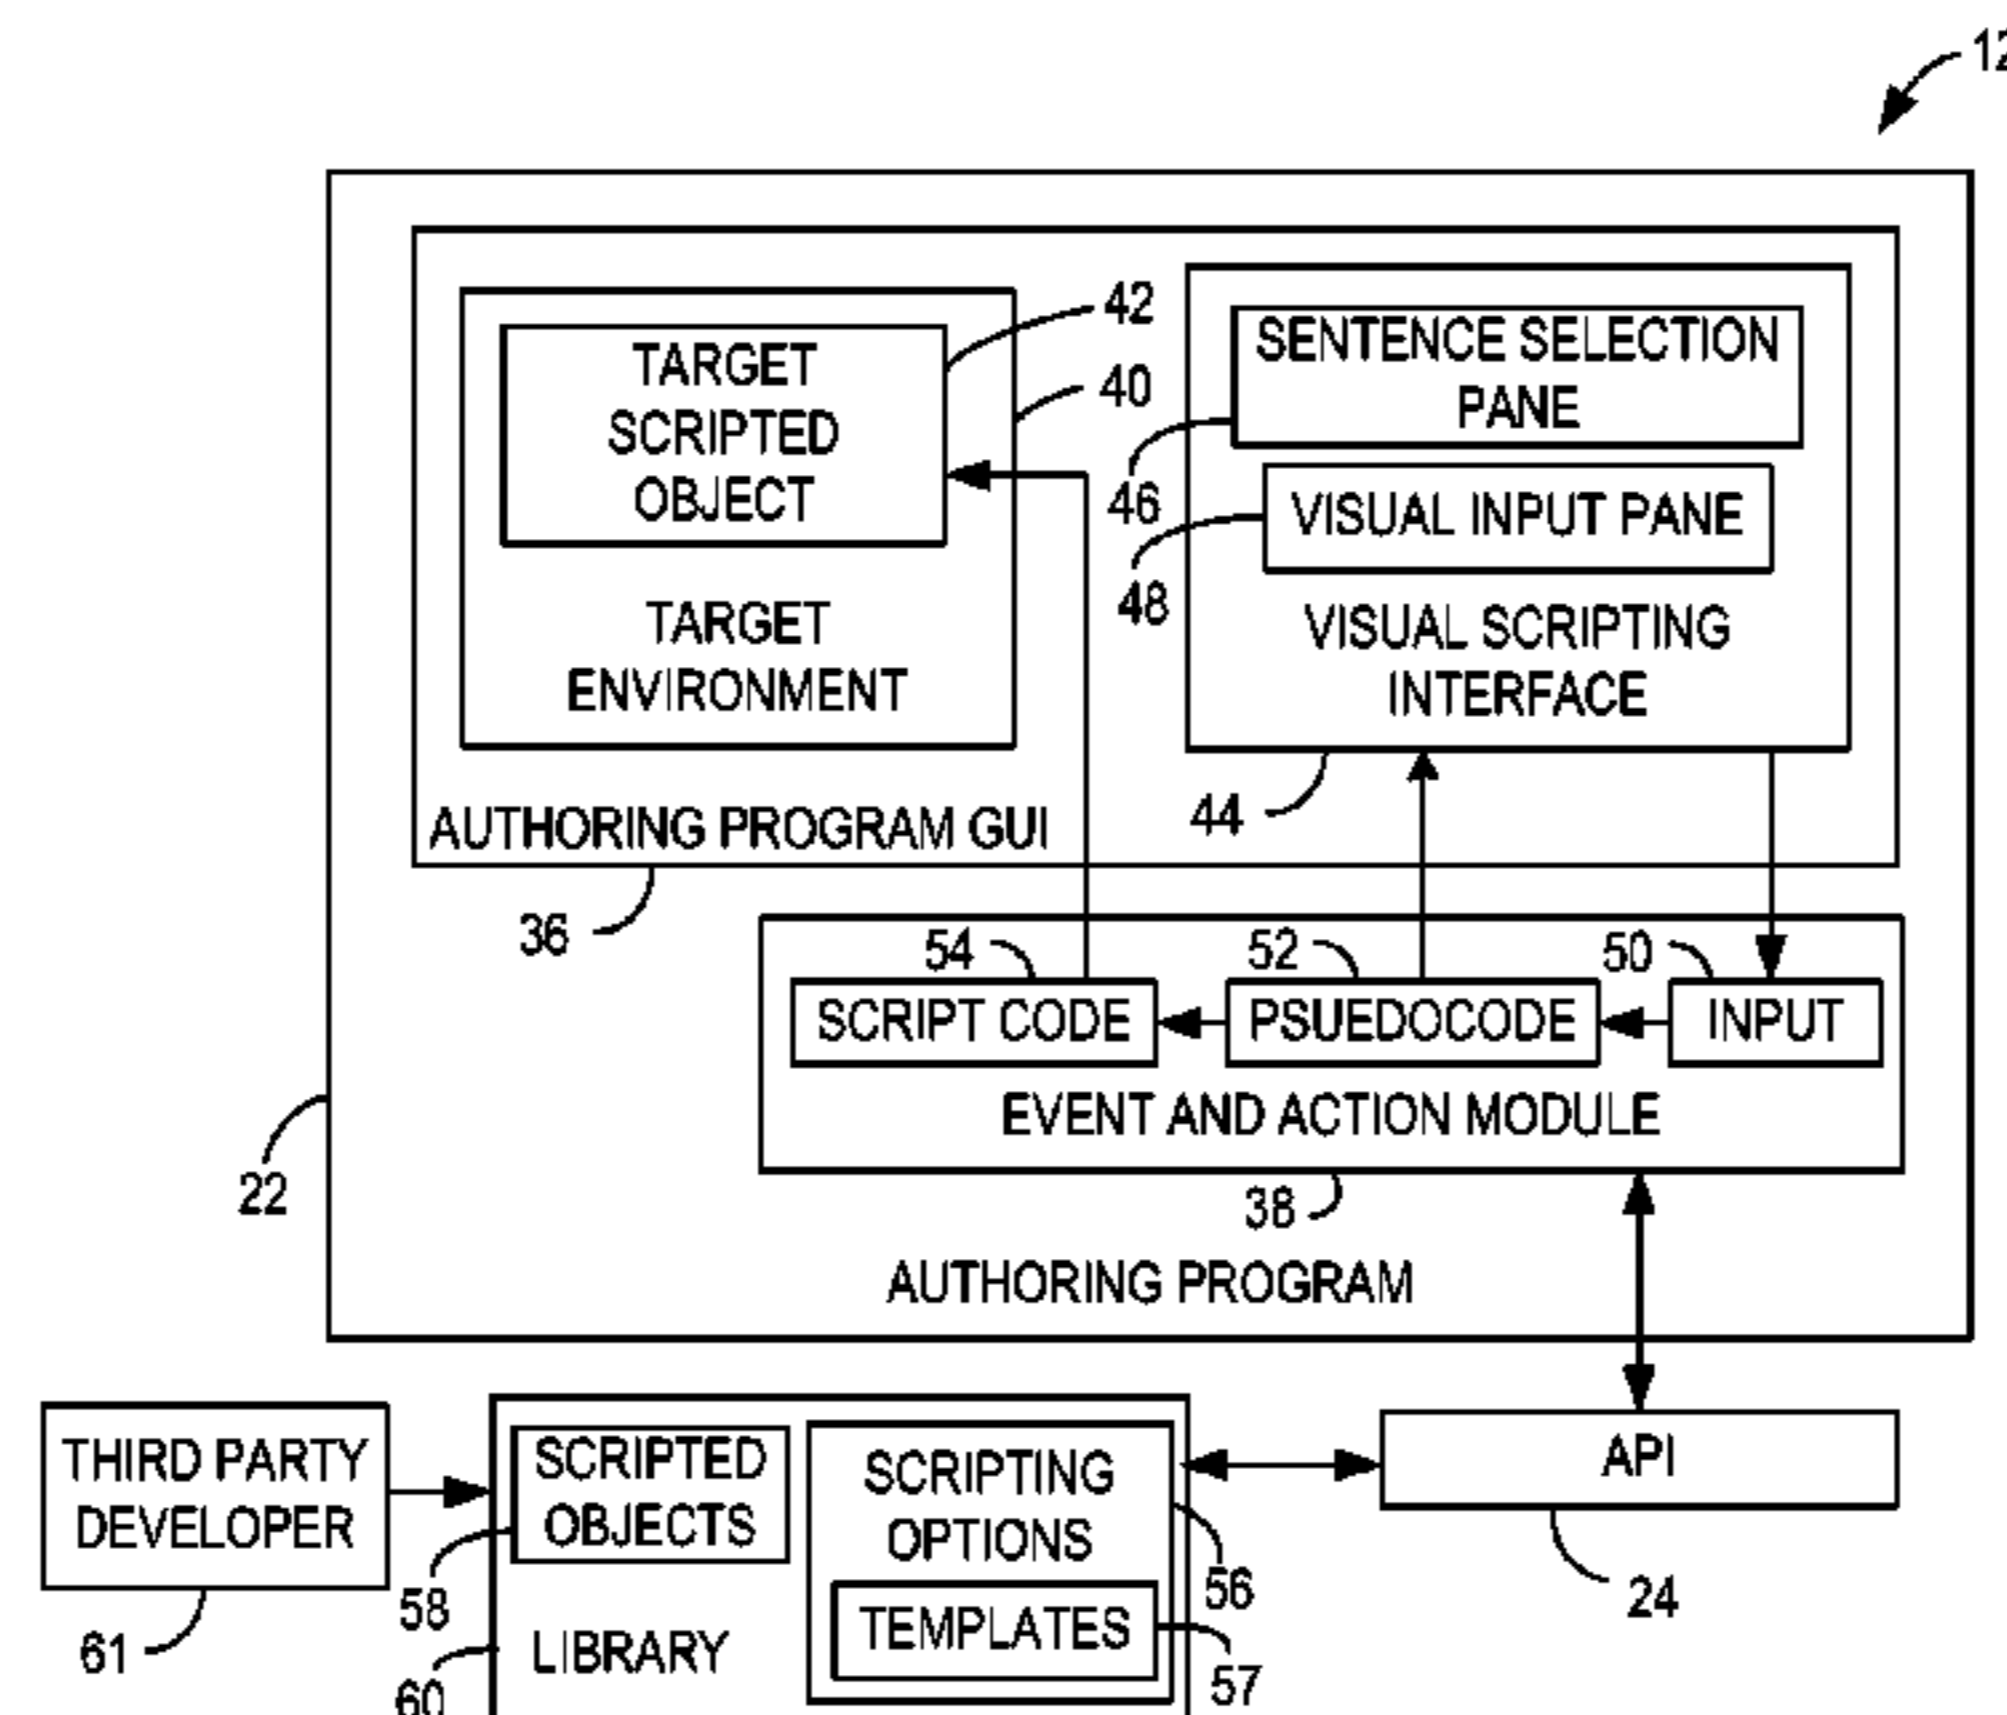 12
TARGET
SCRIPTED
OBJECT
42
40
TARGET
ENVIRONMENT
SENTENCE SELECTION
PANE
46
VISUAL INPUT PANE
48
VISUAL SCRIPTING
INTERFACE
44
AUTHORING PROGRAM GUI
36
54
52
50
SCRIPT CODE
PSUEDOCODE
INPUT
EVENT AND ACTION MODULE
38
22
AUTHORING PROGRAM
THIRD PARTY
DEVELOPER
61
SCRIPTED
OBJECTS
58
SCRIPTING
OPTIONS
56
TEMPLATES
57
LIBRARY
60
API
24